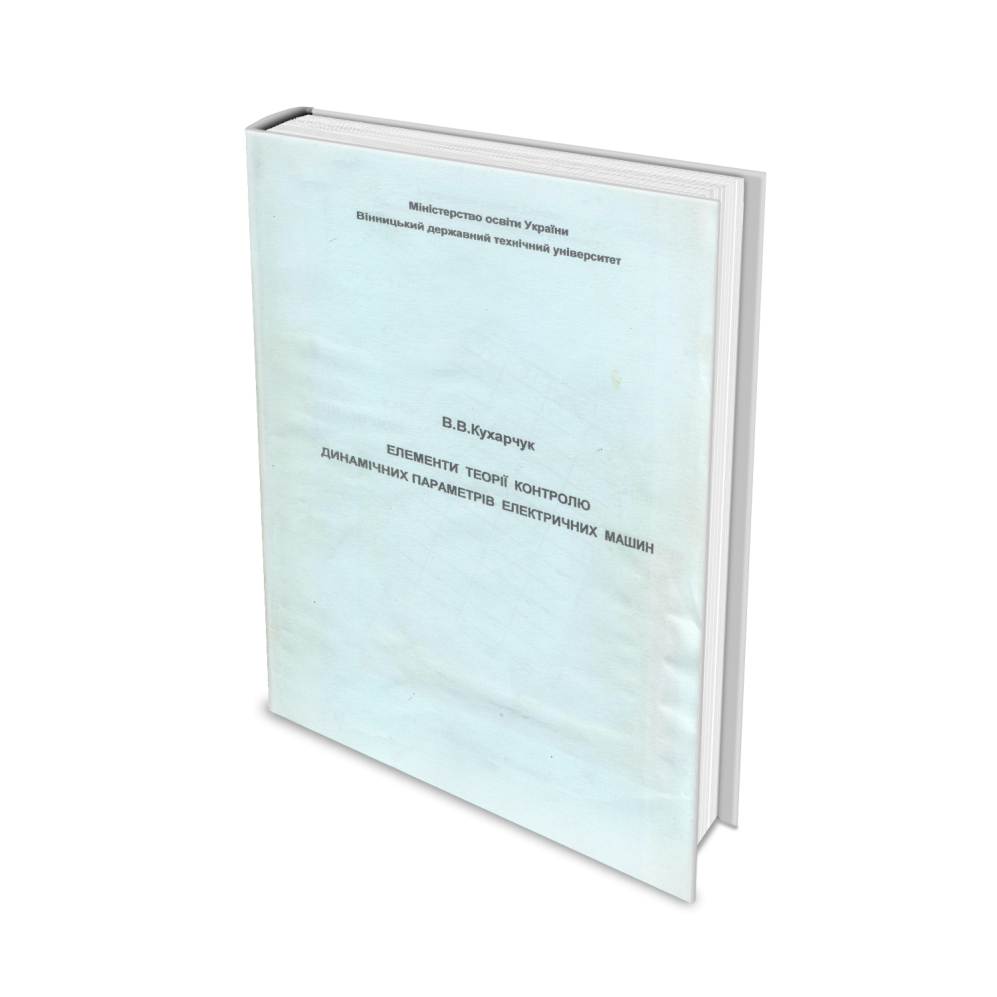 Міністерство освіти України
Вінницький державний технічний університет
В.В.Кухарчук
ЕЛЕМЕНТИ ТЕОРІЇ КОНТРОЛЮ
ДИНАМІЧНИХ ПАРАМЕТРІВ ЕЛЕКТРИЧНИХ МАШИН